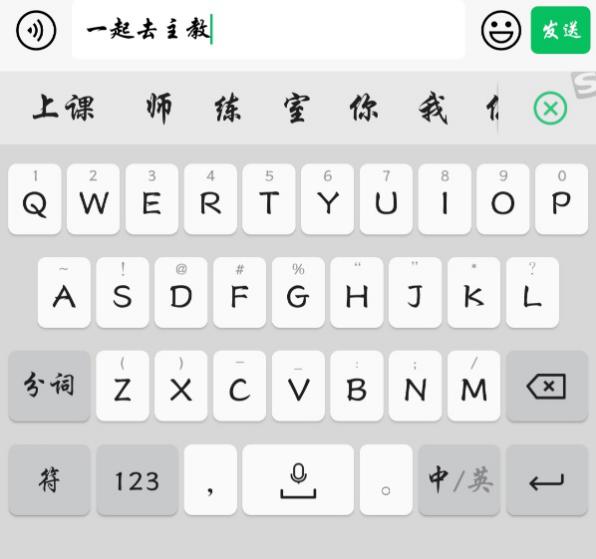 一起去主教 发送
上课 师 练 室 你 我
S
1 2 3 4 5 6 7 8 9 0
Q W E R T Y U I O P
~ ! @ # % “ ” * ?
A S D F G H J K L
( ) － _ : ; /
分词 Z X C V B N M
符 123 , 。 中/英